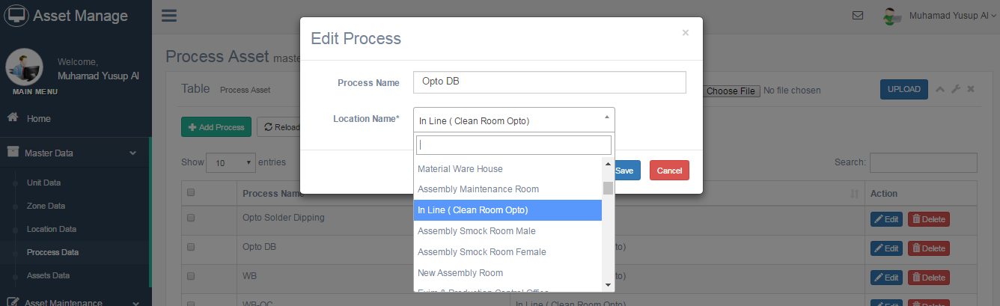 Asset Manage
Muhamad Yusup Al
Welcome,
Muhamad Yusup Al
MAIN MENU
Home
Master Data
Unit Data
Zone Data
Location Data
Proccess Data
Assets Data
Asset Maintenance
Process Asset
Table Process Asset
Choose File No file chosen
UPLOAD
Add Process
Reload
Show 10 entries
Search:
Process Name
Action
Opto Solder Dipping
Edit Delete
Opto DB
Edit Delete
WB
Edit Delete
WB-OC
In Line ( Clean Room Opto)
Edit Delete
Edit Process
×
Process Name
Opto DB
Location Name*
In Line ( Clean Room Opto)
Material Ware House
Assembly Maintenance Room
In Line ( Clean Room Opto)
Assembly Smock Room Male
Assembly Smock Room Female
New Assembly Room
Exim & Production Control Office
Save
Cancel